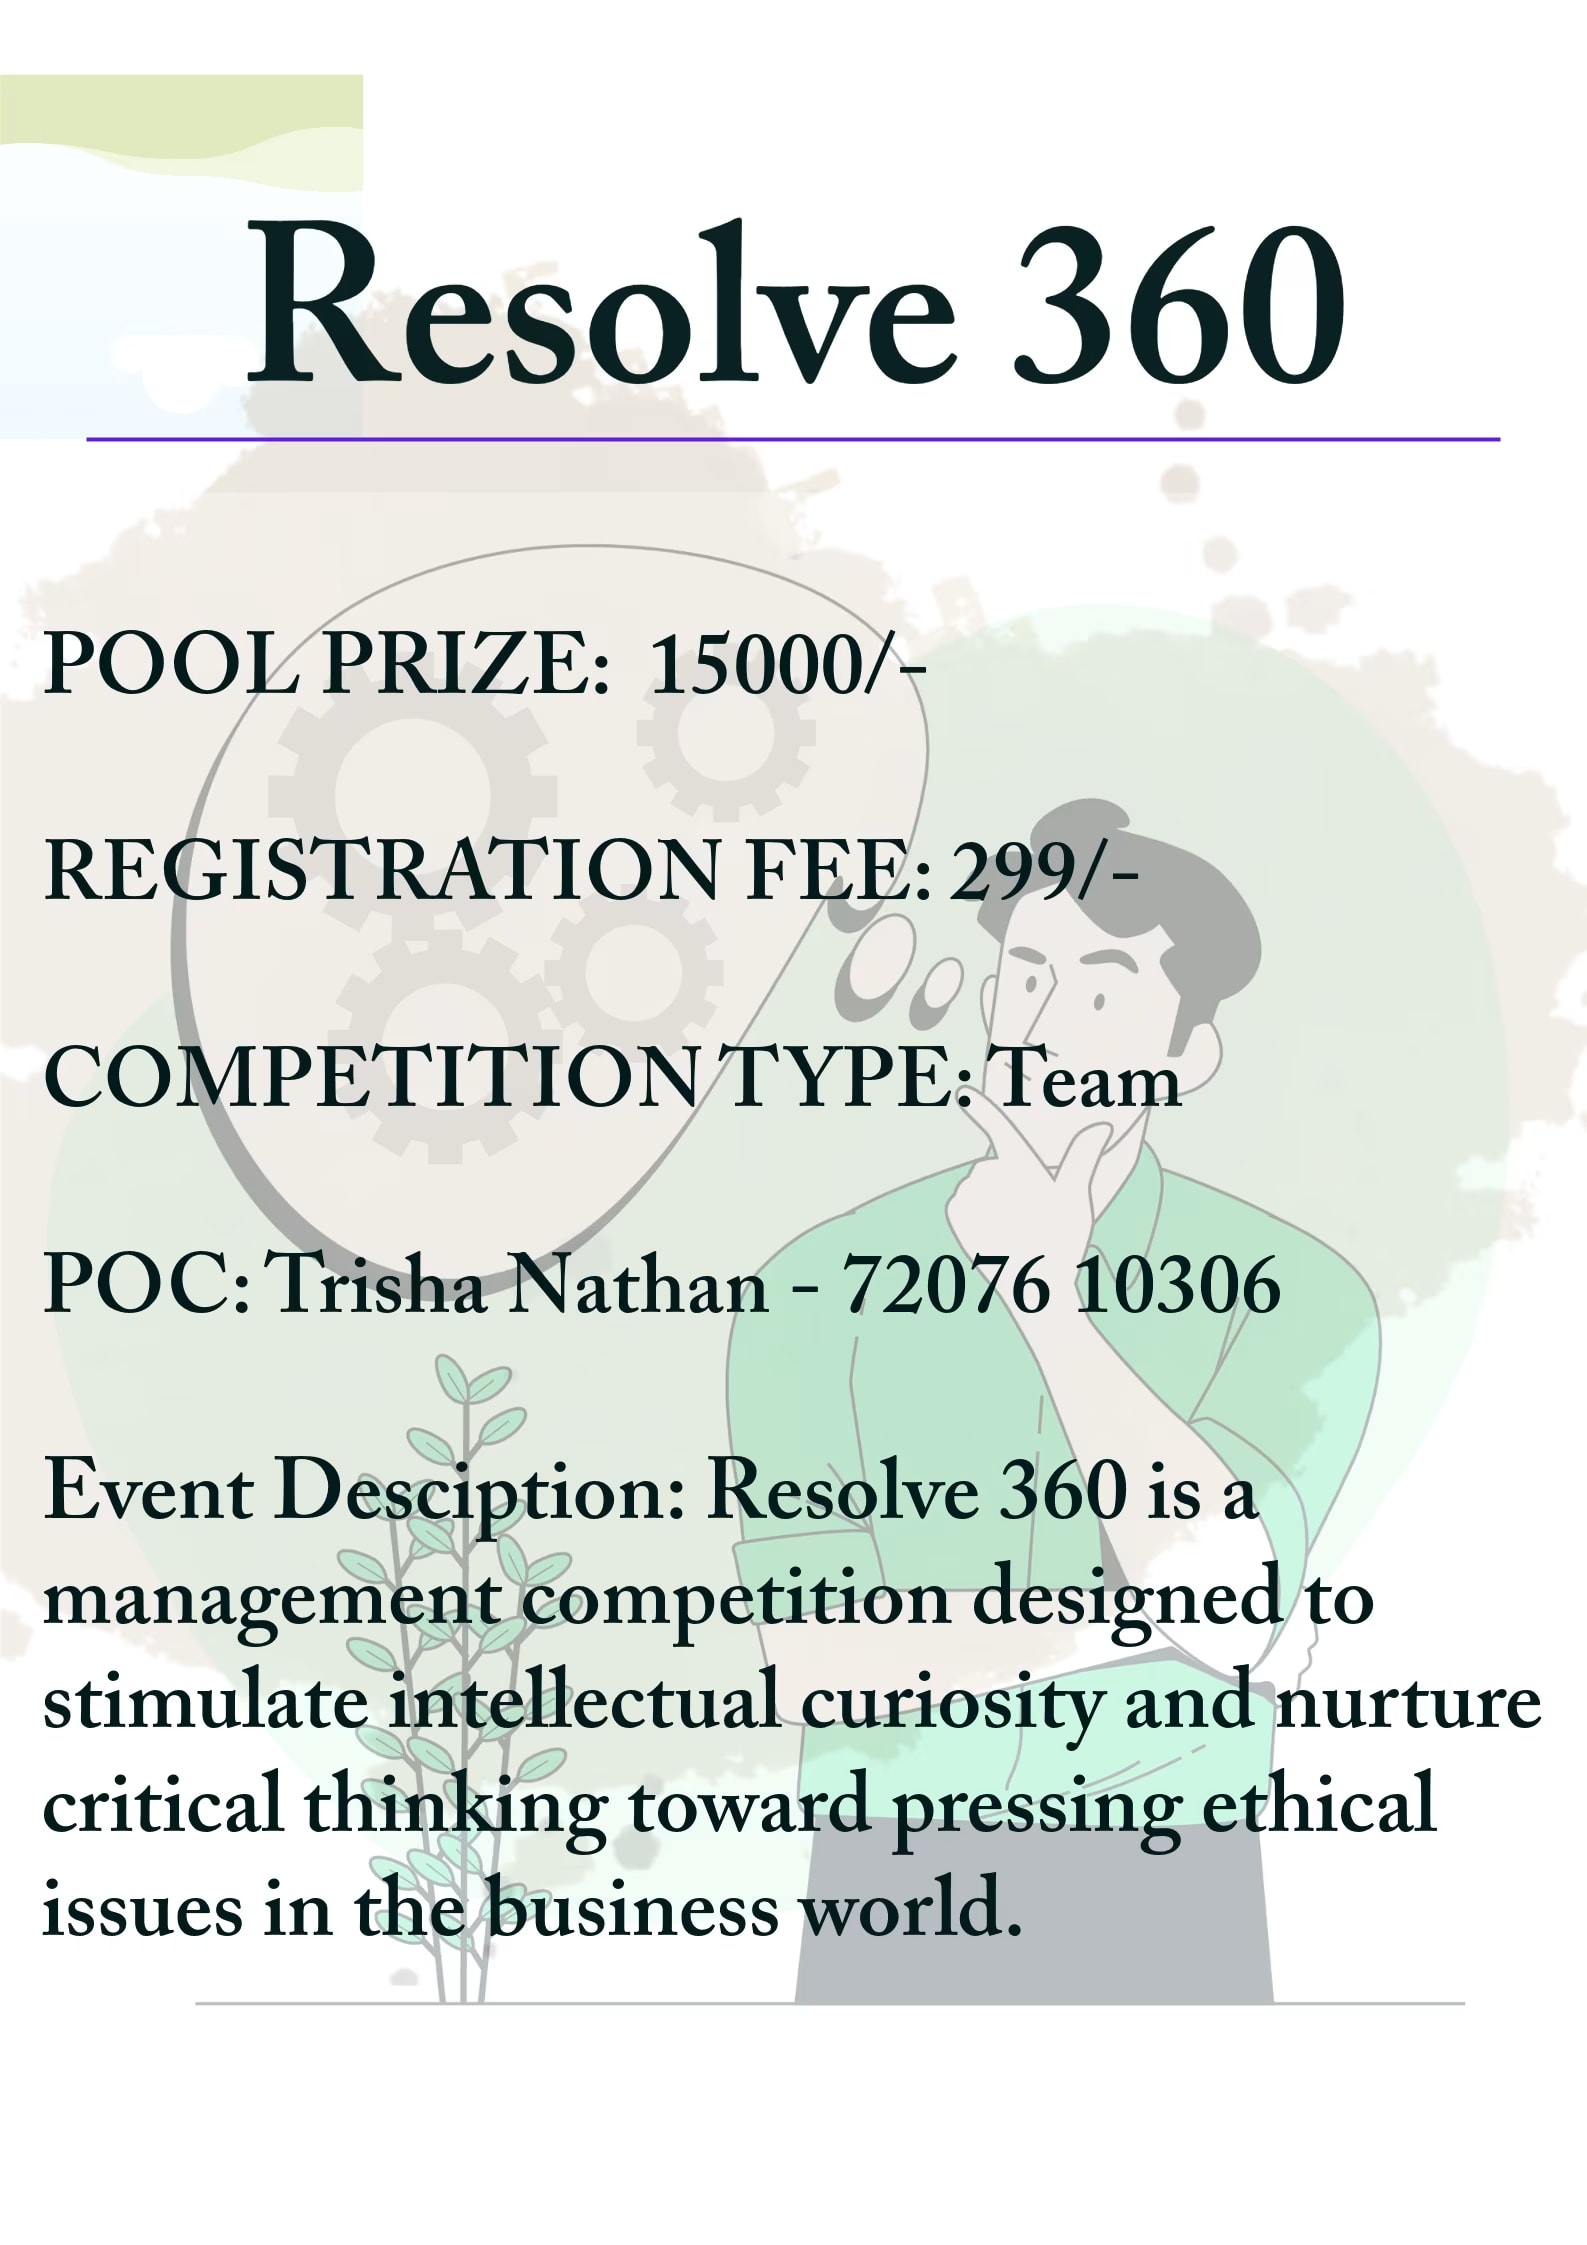 Resolve 360
POOL PRIZE: 15000/-
REGISTRATION FEE: 299/-
COMPETITION TYPE: Team
POC: Trisha Nathan - 72076 10306
Event Desciption: Resolve 360 is a
management competition designed to
stimulate intellectual curiosity and nurture
critical thinking toward pressing ethical
issues in the business world.